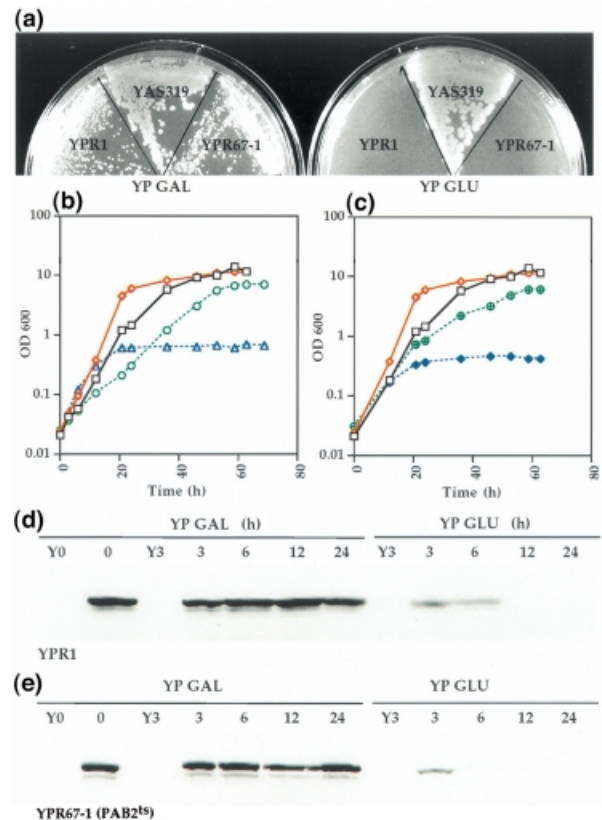 (a)
YAS319 YAS319
YPR1 YPR67-1 YPR1 YPR67-1
YP GAL YP GLU
(b) (c)
100 100
10 10
1 1
0.1 0.1
0.01 0.01
OD 600 OD 600
0 20 40 60 80 0 20 40 60 80
Time (h) Time (h)
(d)
YP GAL (h) YP GLU (h)
Y0 0 Y3 3 6 12 24 Y3 3 6 12 24
YPR1
(e)
YP GAL YP GLU
Y0 0 Y3 3 6 12 24 Y3 3 6 12 24
YPR67-1 (PAB2ts)